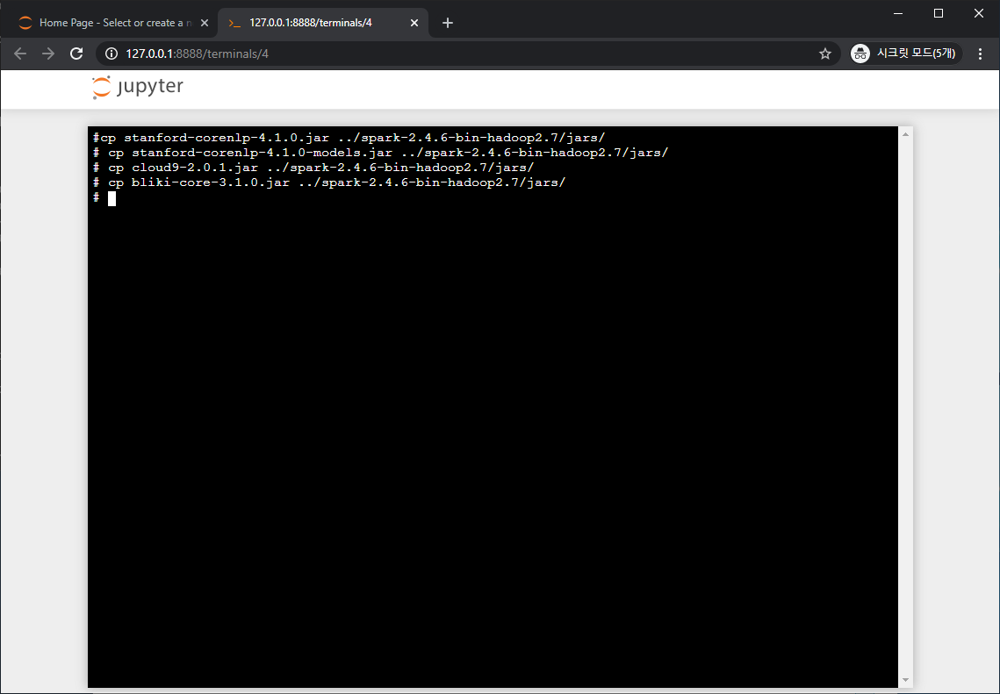 Home Page - Select or create a n
127.0.0.1:8888/terminals/4
127.0.0.1:8888/terminals/4
시크릿 모드(5개)
jupyter
#cp stanford-corenlp-4.1.0.jar ../spark-2.4.6-bin-hadoop2.7/jars/
# cp stanford-corenlp-4.1.0-models.jar ../spark-2.4.6-bin-hadoop2.7/jars/
# cp cloud9-2.0.1.jar ../spark-2.4.6-bin-hadoop2.7/jars/
# cp bliki-core-3.1.0.jar ../spark-2.4.6-bin-hadoop2.7/jars/
#